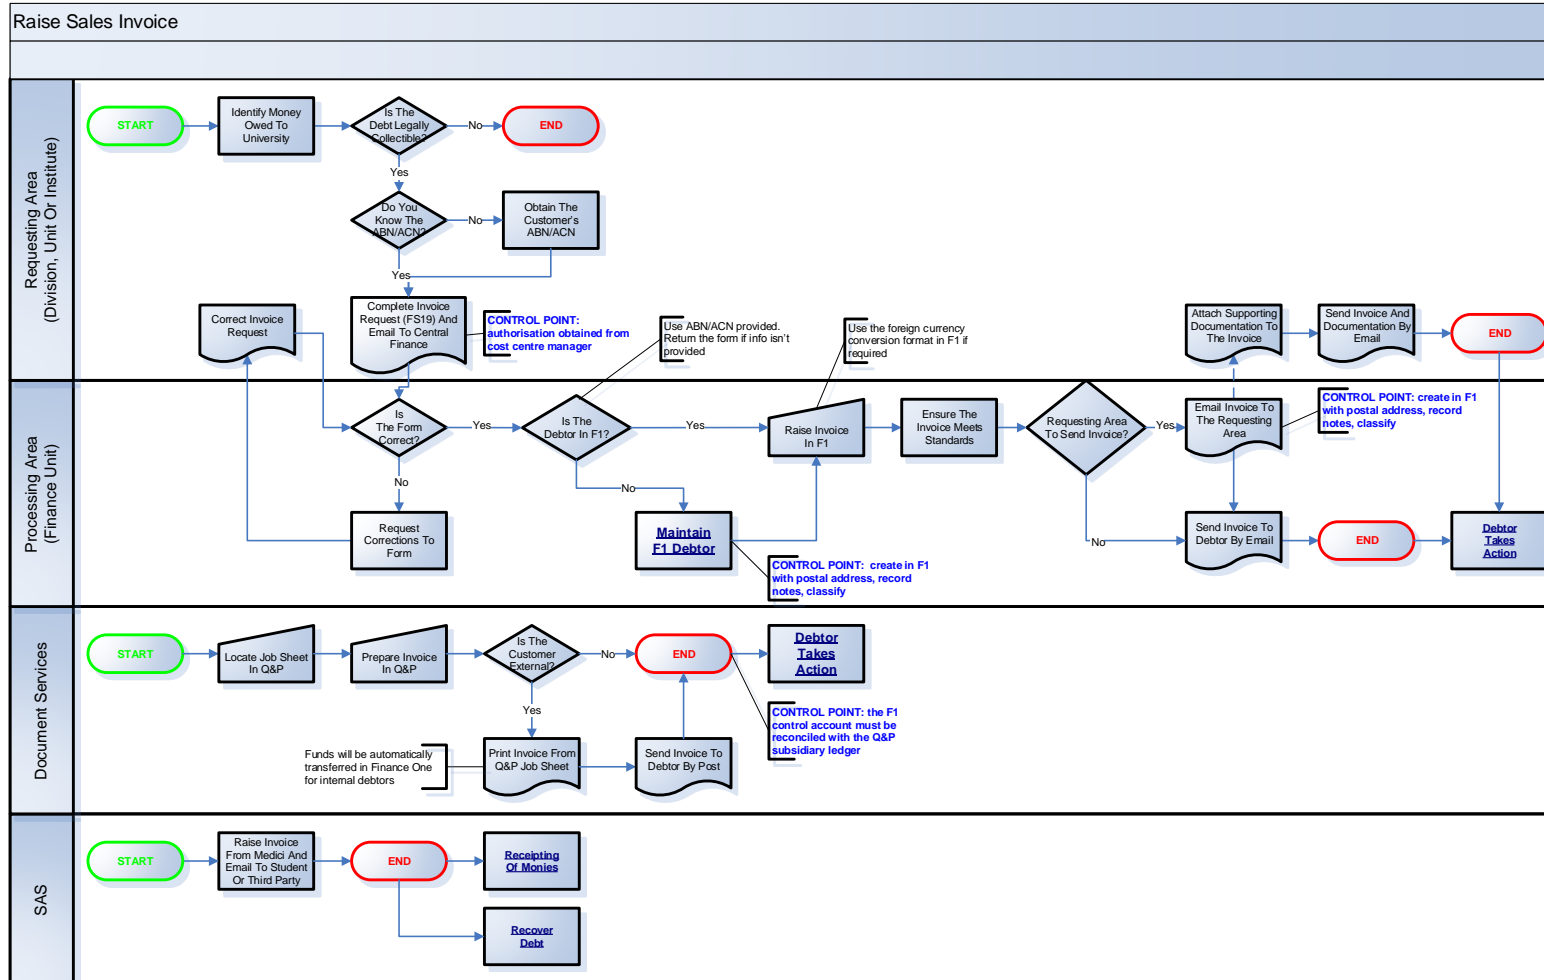 Raise Sales Invoice
Requesting Area
(Division, Unit Or Institute)
START
Identify Money
Owed To
University
Is The
Debt Legally
Collectible?
No
END
Yes
Do You
Know The
ABN/ACN?
No
Obtain The
Customer's
ABN/ACN
Yes
Correct Invoice
Request
Complete Invoice
Request (FS19) And
Email To Central
Finance
CONTROL POINT:
authorisation obtained from
cost centre manager
Use ABN/ACN provided.
Return the form if info isn't
provided
Use the foreign currency
conversion format in F1 if
required
Attach Supporting
Documentation To
The Invoice
Send Invoice And
Documentation By
Email
END
Processing Area
(Finance Unit)
Is
The Form
Correct?
Yes
Is The
Debtor In F1?
Yes
Raise Invoice
In F1
Ensure The
Invoice Meets
Standards
Requesting Area
To Send Invoice?
Yes
Email Invoice To
The Requesting
Area
CONTROL POINT: create in F1
with postal address, record
notes, classify
No
No
Request
Corrections To
Form
Maintain
F1 Debtor
CONTROL POINT:  create in F1
with postal address, record
notes, classify
No
Send Invoice To
Debtor By Email
END
Debtor
Takes
Action
Document Services
START
Locate Job Sheet
In Q&P
Prepare Invoice
In Q&P
Is The
Customer
External?
No
END
Debtor
Takes
Action
Yes
CONTROL POINT: the F1
control account must be
reconciled with the Q&P
subsidiary ledger
Funds will be automatically
transferred in Finance One
for internal debtors
Print Invoice From
Q&P Job Sheet
Send Invoice To
Debtor By Post
SAS
START
Raise Invoice
From Medici And
Email To Student
Or Third Party
END
Receipting
Of Monies
Recover
Debt